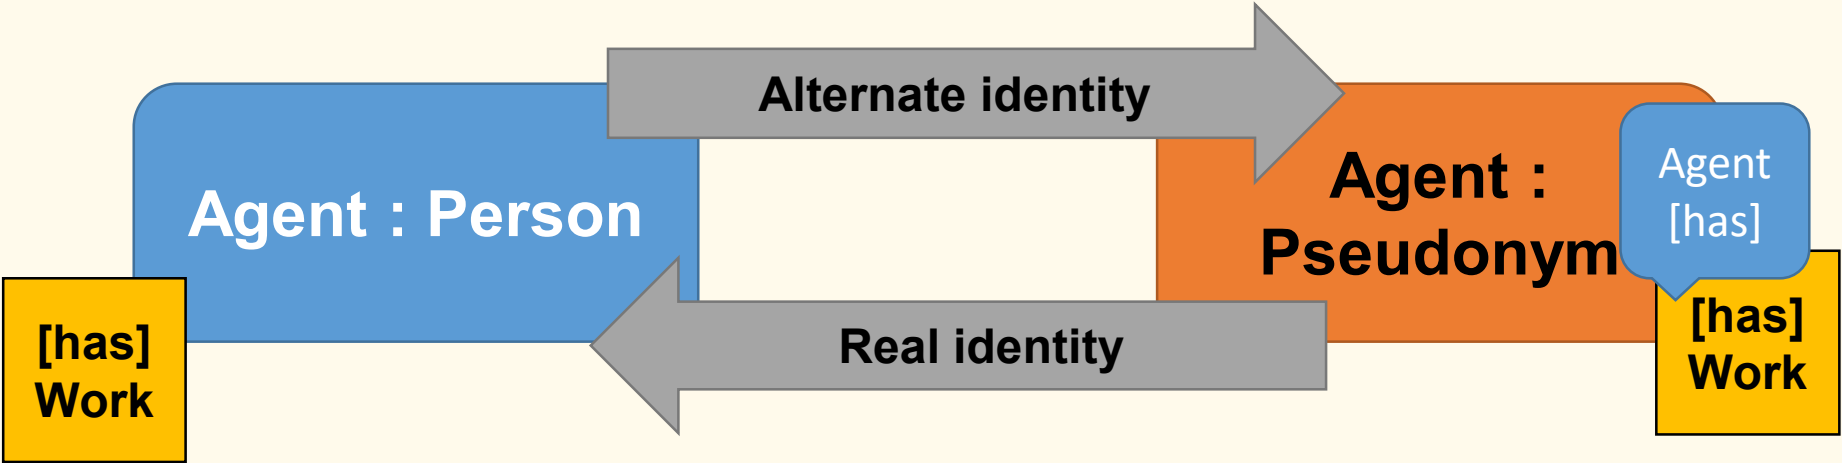 Alternate identity
Agent : Person
Agent :
Pseudonym
Agent
[has]
Real identity
[has]
Work
[has]
Work